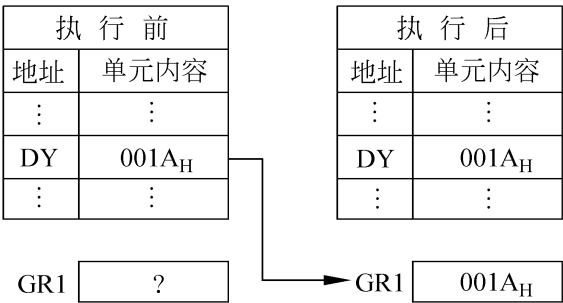 执行前 执行后
地址 单元内容 地址 单元内容
⋮ ⋮ ⋮ ⋮
DY 001AH DY 001AH
⋮ ⋮ ⋮ ⋮
GR1 ? GR1 001AH